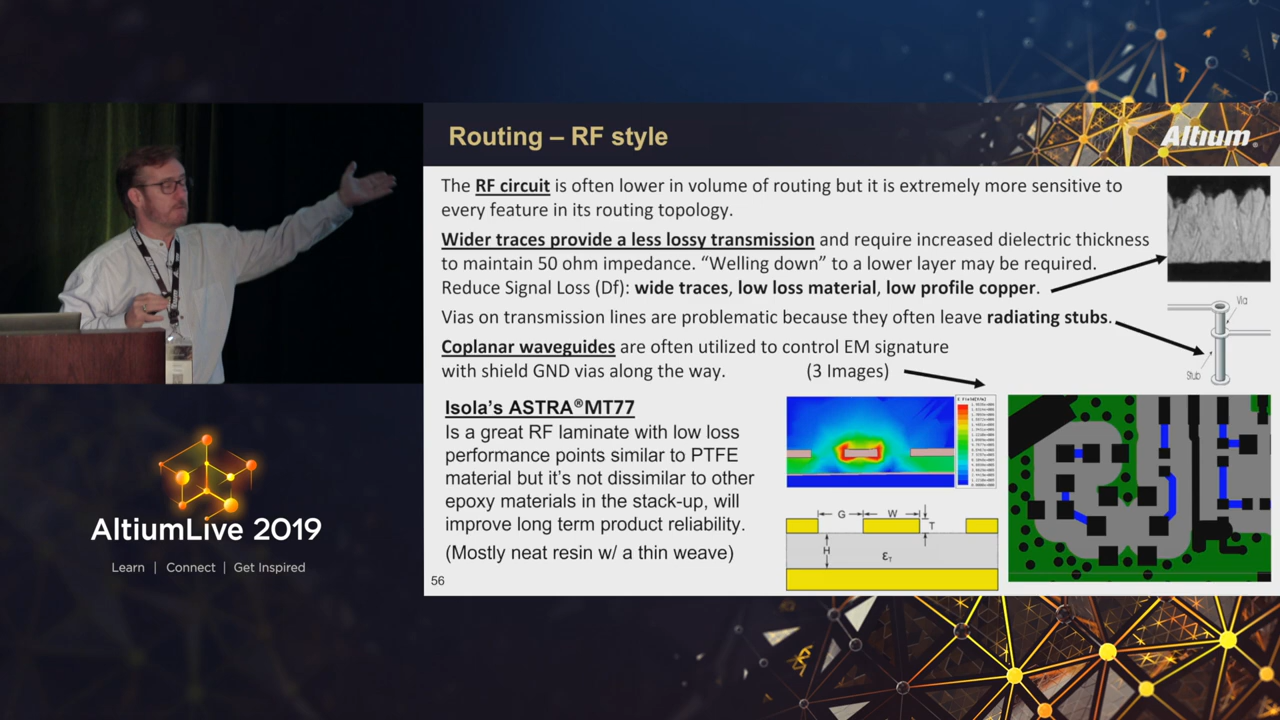 Routing – RF style
Altium
The RF circuit is often lower in volume of routing but it is extremely more sensitive to
every feature in its routing topology.
Wider traces provide a less lossy transmission and require increased dielectric thickness
to maintain 50 ohm impedance. “Welling down” to a lower layer may be required.
Reduce Signal Loss (Df): wide traces, low loss material, low profile copper.
Vias on transmission lines are problematic because they often leave radiating stubs.
Via
Stub
Coplanar waveguides are often utilized to control EM signature
with shield GND vias along the way. (3 Images)
Isola’s ASTRA®MT77
Is a great RF laminate with low loss
performance points similar to PTFE
material but it’s not dissimilar to other
epoxy materials in the stack-up, will
improve long term product reliability.
(Mostly neat resin w/ a thin weave)
G W T
H
56
AltiumLive 2019
Learn | Connect | Get Inspired